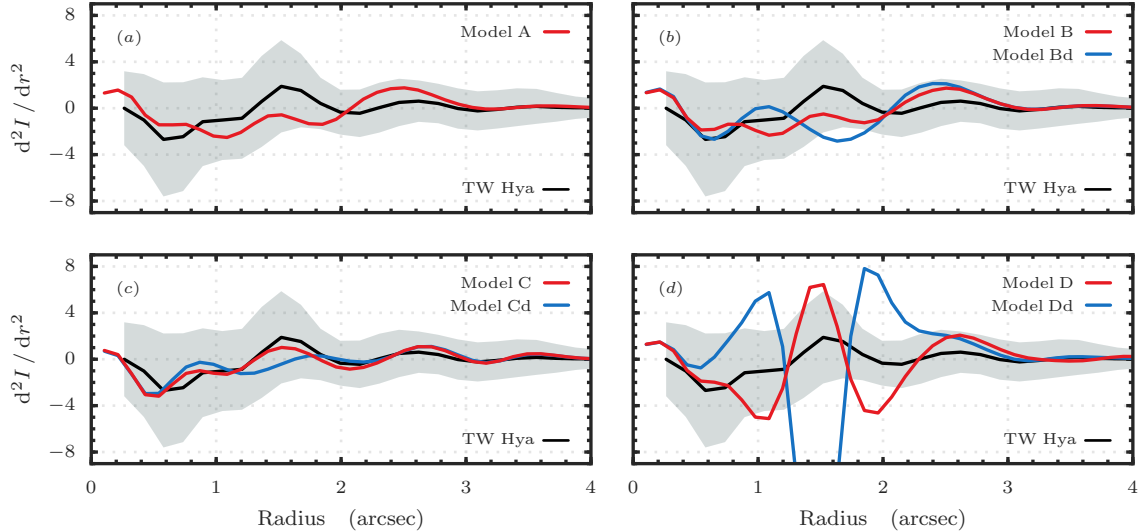 (a) Model A
TW Hya
8
4
0
−4
−8
d²I / dr²
(b) Model B
Model Bd
TW Hya
(c) Model C
Model Cd
TW Hya
8
4
0
−4
−8
d²I / dr²
0 1 2 3 4
Radius (arcsec)
(d) Model D
Model Dd
TW Hya
0 1 2 3 4
Radius (arcsec)